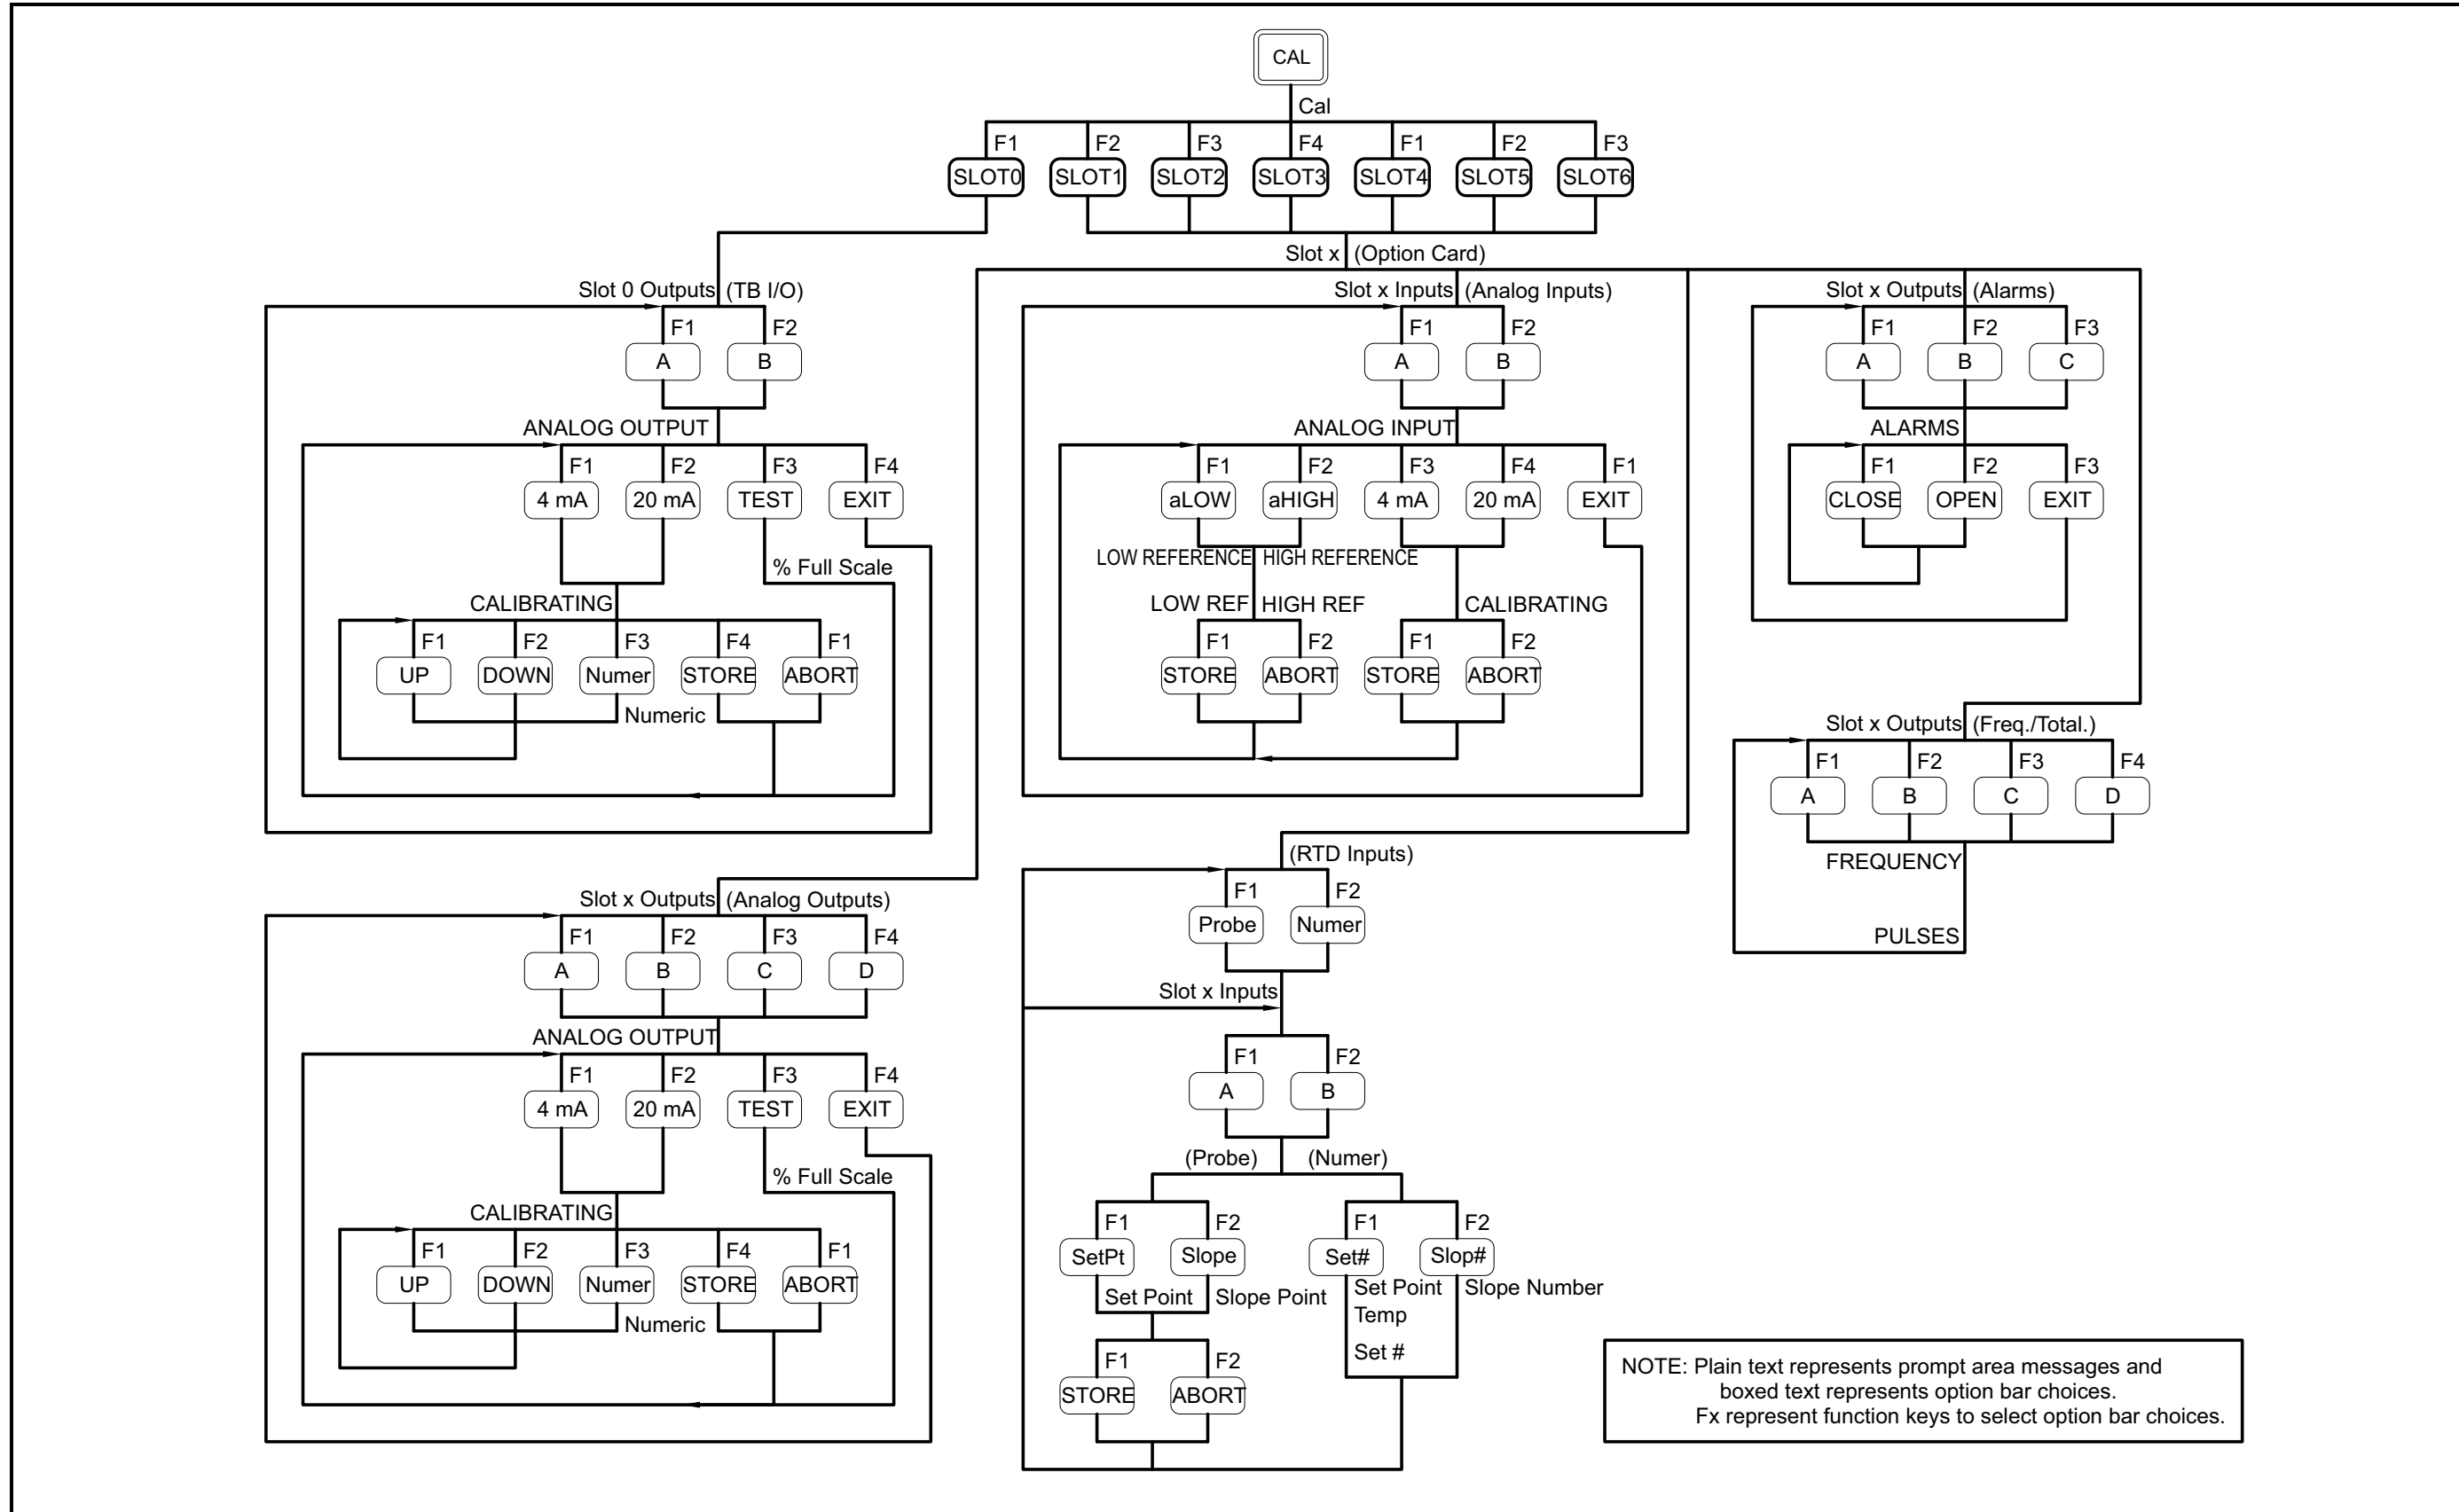 CAL
Cal
F1 F2 F3 F4 F1 F2 F3
SLOT0 SLOT1 SLOT2 SLOT3 SLOT4 SLOT5 SLOT6
Slot x (Option Card)
Slot 0 Outputs (TB I/O)
F1 F2
A B
ANALOG OUTPUT
F1 F2 F3 F4
4 mA 20 mA TEST EXIT
% Full Scale
CALIBRATING
F1 F2 F3 F4 F1
UP DOWN Numer STORE ABORT
Numeric
Slot x Inputs (Analog Inputs)
F1 F2
A B
ANALOG INPUT
F1 F2 F3 F4 F1
aLOW aHIGH 4 mA 20 mA EXIT
LOW REFERENCE HIGH REFERENCE
LOW REF HIGH REF CALIBRATING
F1 F2 F1 F2
STORE ABORT STORE ABORT
Slot x Outputs (Alarms)
F1 F2 F3
A B C
ALARMS
F1 F2 F3
CLOSE OPEN EXIT
Slot x Outputs (Freq./Total.)
F1 F2 F3 F4
A B C D
FREQUENCY
PULSES
Slot x Outputs (Analog Outputs)
F1 F2 F3 F4
A B C D
ANALOG OUTPUT
F1 F2 F3 F4
4 mA 20 mA TEST EXIT
% Full Scale
CALIBRATING
F1 F2 F3 F4 F1
UP DOWN Numer STORE ABORT
Numeric
(RTD Inputs)
F1 F2
Probe Numer
Slot x Inputs
F1 F2
A B
(Probe) (Numer)
F1 F2 F1 F2
SetPt Slope Set# Slop#
Set Point Slope Point Set Point Slope Number
Temp
Set #
F1 F2
STORE ABORT
NOTE: Plain text represents prompt area messages and
boxed text represents option bar choices.
Fx represent function keys to select option bar choices.